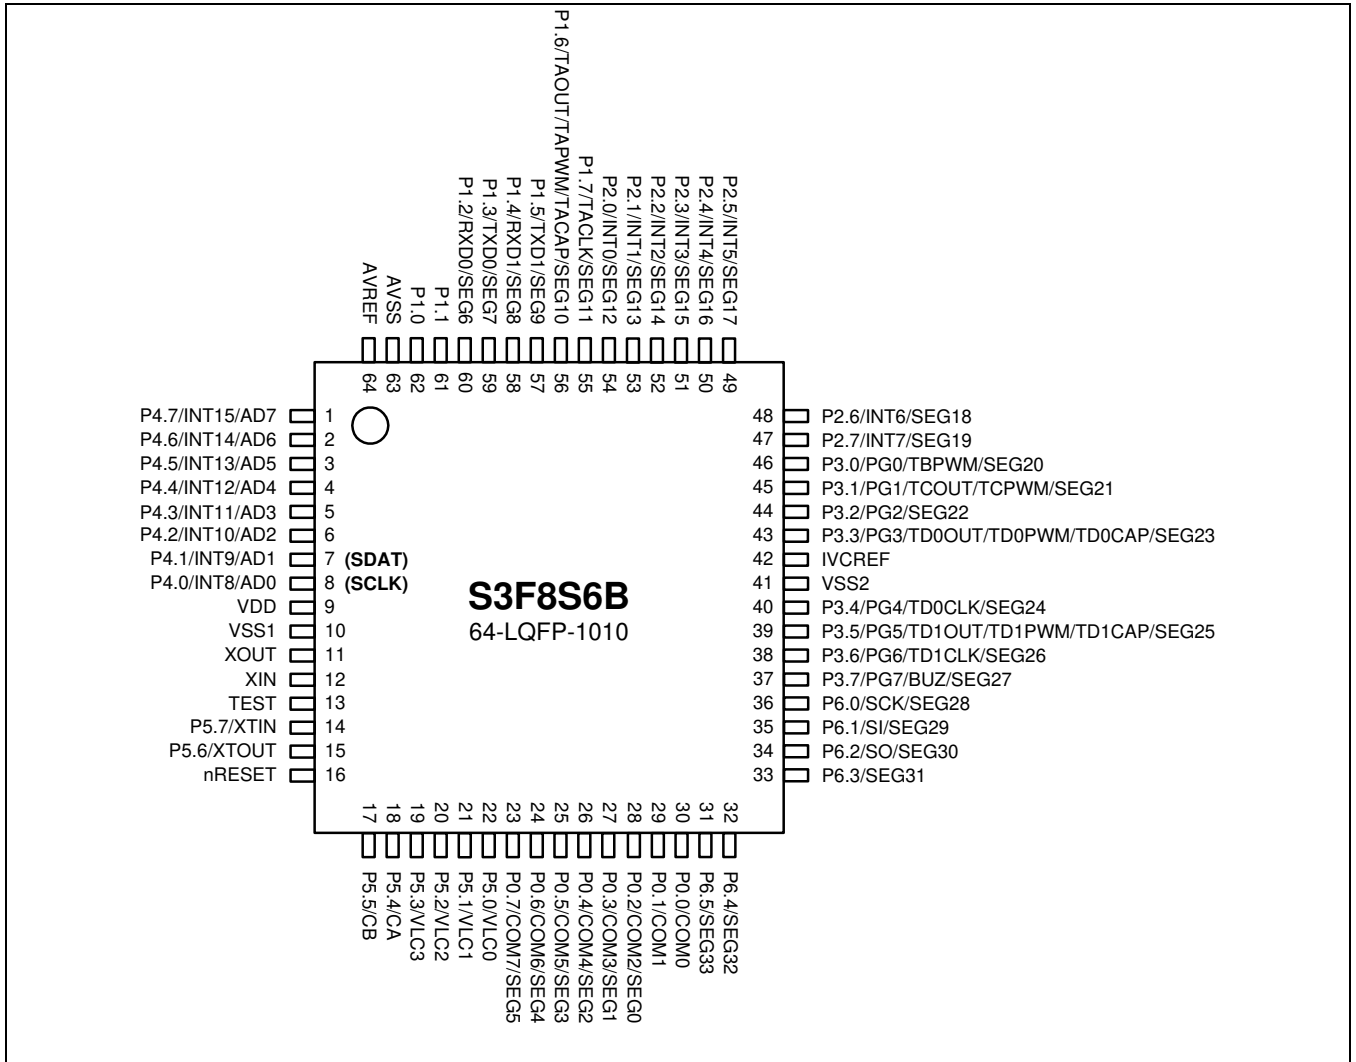 P1.6/TAOUT/TAPWM/TACAP/SEG10
AVREF
AVSS
P1.0
P1.1
P1.2/RXD0/SEG6
P1.3/TXD0/SEG7
P1.4/RXD1/SEG8
P1.5/TXD1/SEG9
P1.7/TACLK/SEG11
P2.0/INT0/SEG12
P2.1/INT1/SEG13
P2.2/INT2/SEG14
P2.3/INT3/SEG15
P2.4/INT4/SEG16
P2.5/INT5/SEG17
64 63 62 61 60 59 58 57 56 55 54 53 52 51 50 49
P4.7/INT15/AD7 1
P4.6/INT14/AD6 2
P4.5/INT13/AD5 3
P4.4/INT12/AD4 4
P4.3/INT11/AD3 5
P4.2/INT10/AD2 6
P4.1/INT9/AD1 7 (SDAT)
P4.0/INT8/AD0 8 (SCLK)
VDD 9
VSS1 10
XOUT 11
XIN 12
TEST 13
P5.7/XTIN 14
P5.6/XTOUT 15
nRESET 16
S3F8S6B
64-LQFP-1010
48 P2.6/INT6/SEG18
47 P2.7/INT7/SEG19
46 P3.0/PG0/TBPWM/SEG20
45 P3.1/PG1/TCOUT/TCPWM/SEG21
44 P3.2/PG2/SEG22
43 P3.3/PG3/TD0OUT/TD0PWM/TD0CAP/SEG23
42 IVCREF
41 VSS2
40 P3.4/PG4/TD0CLK/SEG24
39 P3.5/PG5/TD1OUT/TD1PWM/TD1CAP/SEG25
38 P3.6/PG6/TD1CLK/SEG26
37 P3.7/PG7/BUZ/SEG27
36 P6.0/SCK/SEG28
35 P6.1/SI/SEG29
34 P6.2/SO/SEG30
33 P6.3/SEG31
17 18 19 20 21 22 23 24 25 26 27 28 29 30 31 32
P5.5/CB
P5.4/CA
P5.3/VLC3
P5.2/VLC2
P5.1/VLC1
P5.0/VLC0
P0.7/COM7/SEG5
P0.6/COM6/SEG4
P0.5/COM5/SEG3
P0.4/COM4/SEG2
P0.3/COM3/SEG1
P0.2/COM2/SEG0
P0.1/COM1
P0.0/COM0
P6.5/SEG33
P6.4/SEG32